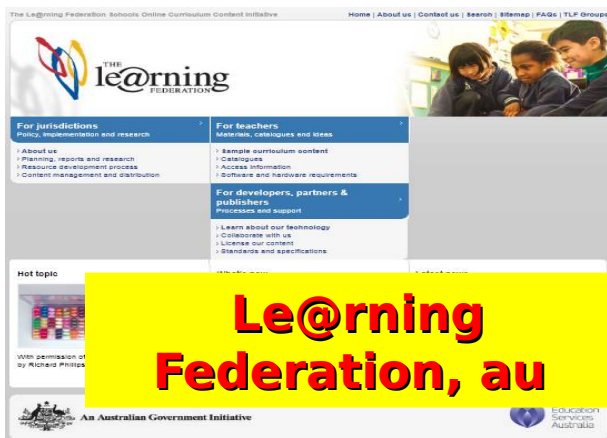 The Le@rning Federation Schools Online Curriculum Content Initiative
Home | About us | Contact us | Search | Sitemap | FAQs | TLF Groups
THE
le@rning
FEDERATION
For jurisdictions
Policy, implementation and research
› About us
› Planning, reports and research
› Resource development process
› Content management and distribution
For teachers
Materials, catalogues and ideas
› Sample curriculum content
› Catalogues
› Access information
› Software and hardware requirements
For developers, partners & publishers
Processes and support
› Learn about our technology
› Collaborate with us
› License our content
› Standards and specifications
Hot topic
What's new
Latest news
With permission of
by Richard Phillips
Le@rning
Federation, au
An Australian Government Initiative
Education
Services
Australia